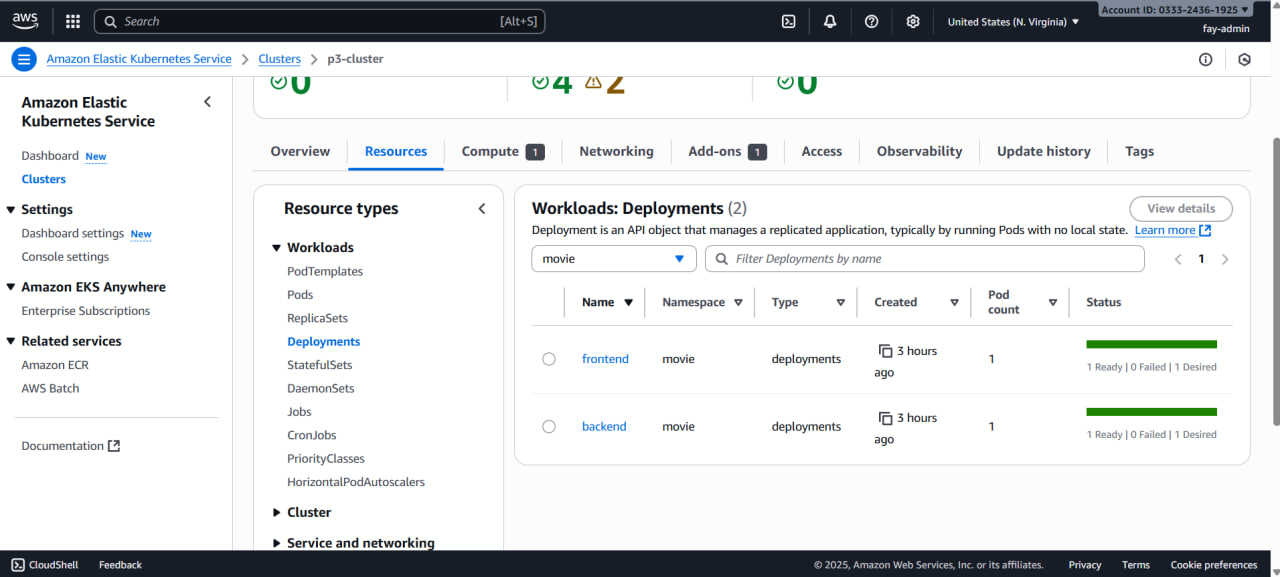 aws
Search
[Alt+S]
United States (N. Virginia)
Account ID: 0333-2436-1925
fay-admin
Amazon Elastic Kubernetes Service
Clusters
p3-cluster
Amazon Elastic
Kubernetes Service
Dashboard New
Clusters
Settings
Dashboard settings New
Console settings
Amazon EKS Anywhere
Enterprise Subscriptions
Related services
Amazon ECR
AWS Batch
Documentation
0
4
2
0
Overview
Resources
Compute 1
Networking
Add-ons 1
Access
Observability
Update history
Tags
Resource types
Workloads
PodTemplates
Pods
ReplicaSets
Deployments
StatefulSets
DaemonSets
Jobs
CronJobs
PriorityClasses
HorizontalPodAutoscalers
Cluster
Service and networking
Workloads: Deployments (2)
View details
Deployment is an API object that manages a replicated application, typically by running Pods with no local state. Learn more
movie
Filter Deployments by name
1
Name
Namespace
Type
Created
Pod
count
Status
frontend
movie
deployments
3 hours
ago
1
1 Ready | 0 Failed | 1 Desired
backend
movie
deployments
3 hours
ago
1
1 Ready | 0 Failed | 1 Desired
CloudShell
Feedback
© 2025, Amazon Web Services, Inc. or its affiliates.
Privacy
Terms
Cookie preferences